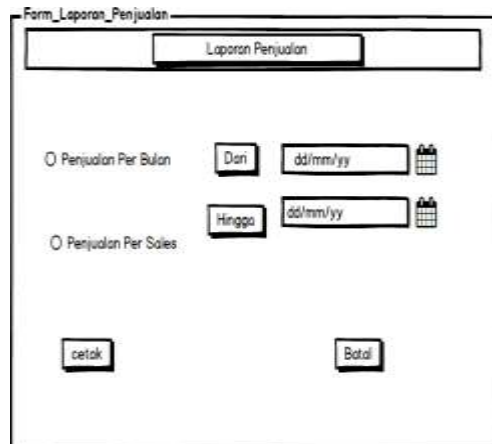 Form_Laporan_Penjualan
Laporan Penjualan
Penjualan Per Bulan Dari dd/mm/yy
Hingga dd/mm/yy
Penjualan Per Sales
cetak Batal